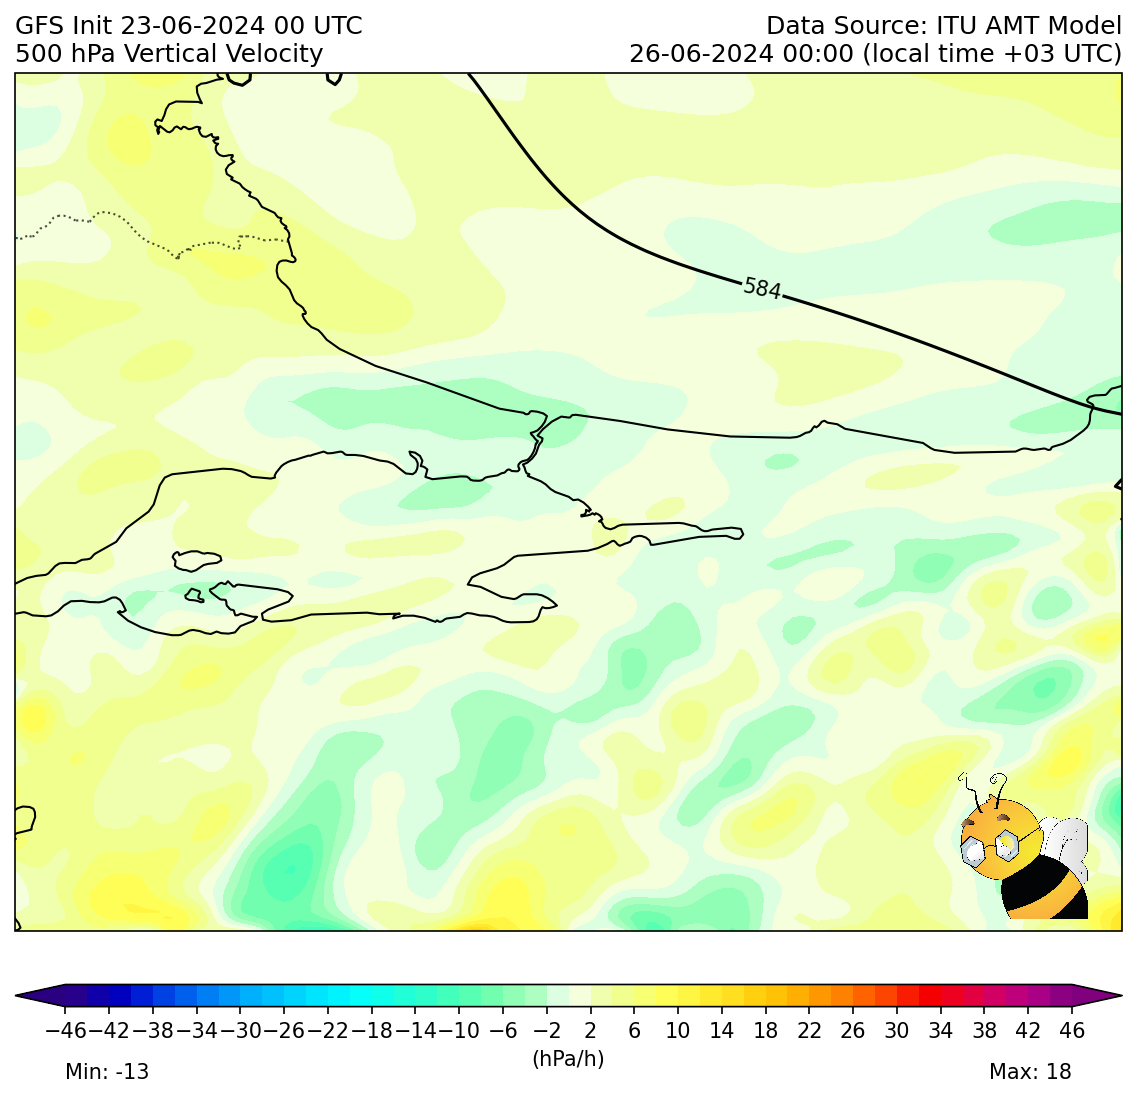 GFS Init 23-06-2024 00 UTC
Data Source: ITU AMT Model
500 hPa Vertical Velocity
26-06-2024 00:00 (local time +03 UTC)
584
−46 −42 −38 −34 −30 −26 −22 −18 −14 −10 −6 −2 2 6 10 14 18 22 26 30 34 38 42 46
(hPa/h)
Min: -13
Max: 18